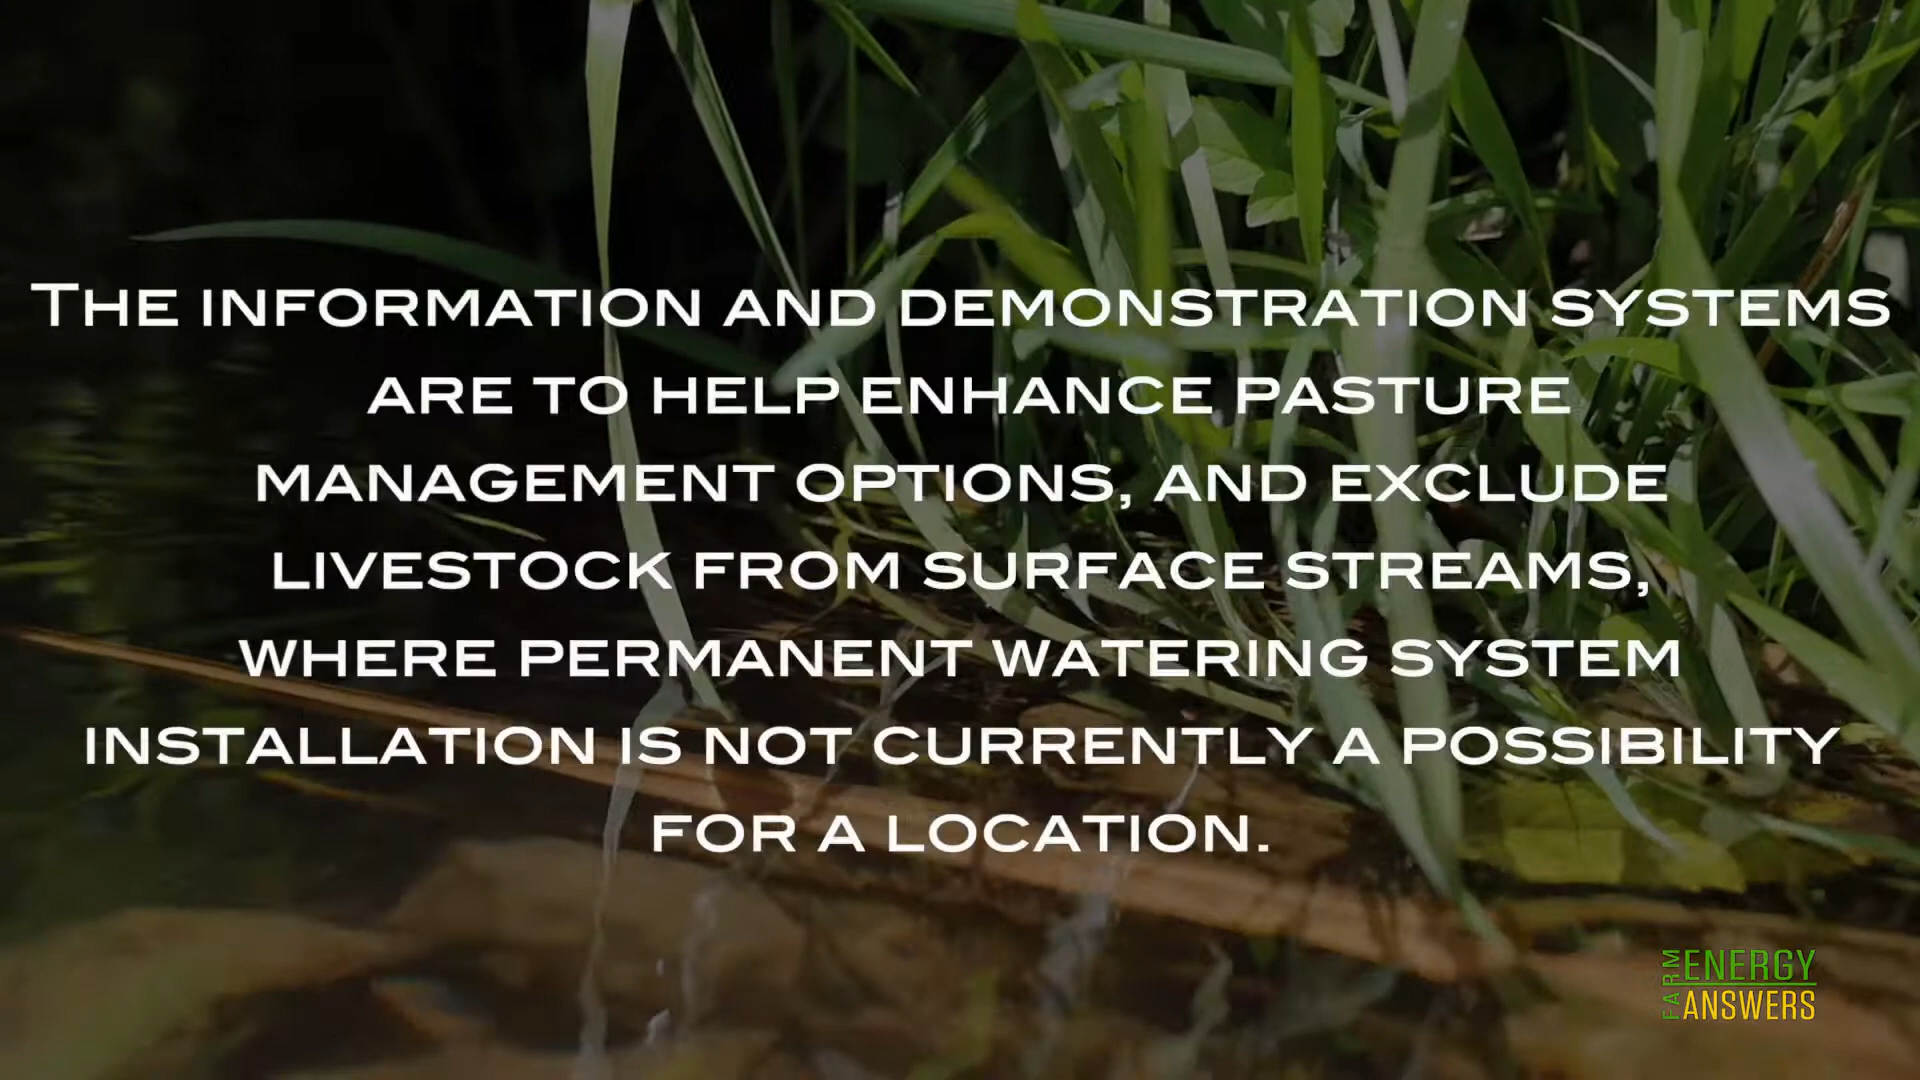 THE INFORMATION AND DEMONSTRATION SYSTEMS
ARE TO HELP ENHANCE PASTURE
MANAGEMENT OPTIONS, AND EXCLUDE
LIVESTOCK FROM SURFACE STREAMS,
WHERE PERMANENT WATERING SYSTEM
INSTALLATION IS NOT CURRENTLY A POSSIBILITY
FOR A LOCATION.
FARM
ENERGY
ANSWERS